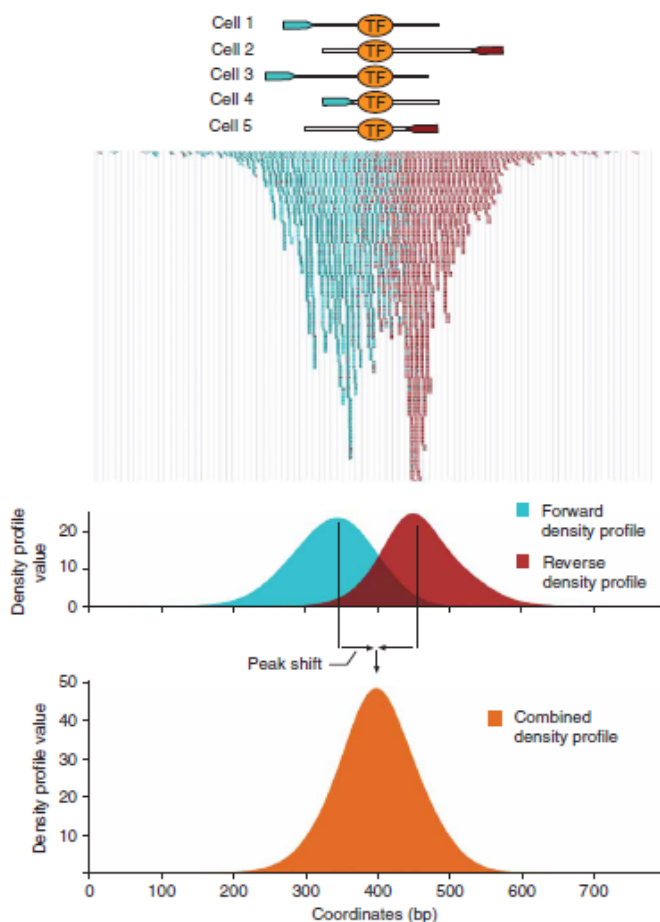 Cell 1 TF
Cell 2 TF
Cell 3 TF
Cell 4 TF
Cell 5 TF
Density profile
value
20
10
0
Forward
density profile
Reverse
density profile
Peak shift
Density profile value
50
40
30
20
10
Combined
density profile
0 100 200 300 400 500 600 700
Coordinates (bp)